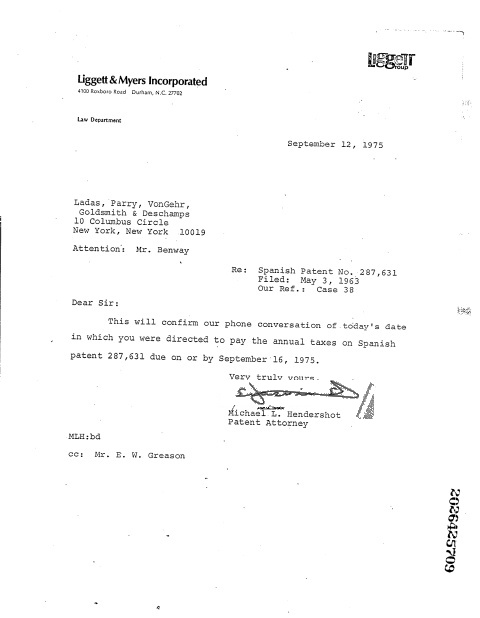 Liggett Group
Liggett & Myers Incorporated
4100 Roxboro Road Durham, N.C. 27702
Law Department
September 12, 1975
Ladas, Parry, VonGehr,
Goldsmith & Deschamps
10 Columbus Circle
New York, New York 10019
Attention: Mr. Benway
Re: Spanish Patent No. 287,631
Filed: May 3, 1963
Our Ref.: Case 38
Dear Sir:
This will confirm our phone conversation of today's date
in which you were directed to pay the annual taxes on Spanish
patent 287,631 due on or by September 16, 1975.
Very truly yours,
Michael L. Hendershot
Patent Attorney
MLH:bd
cc: Mr. E. W. Greason
2026425709